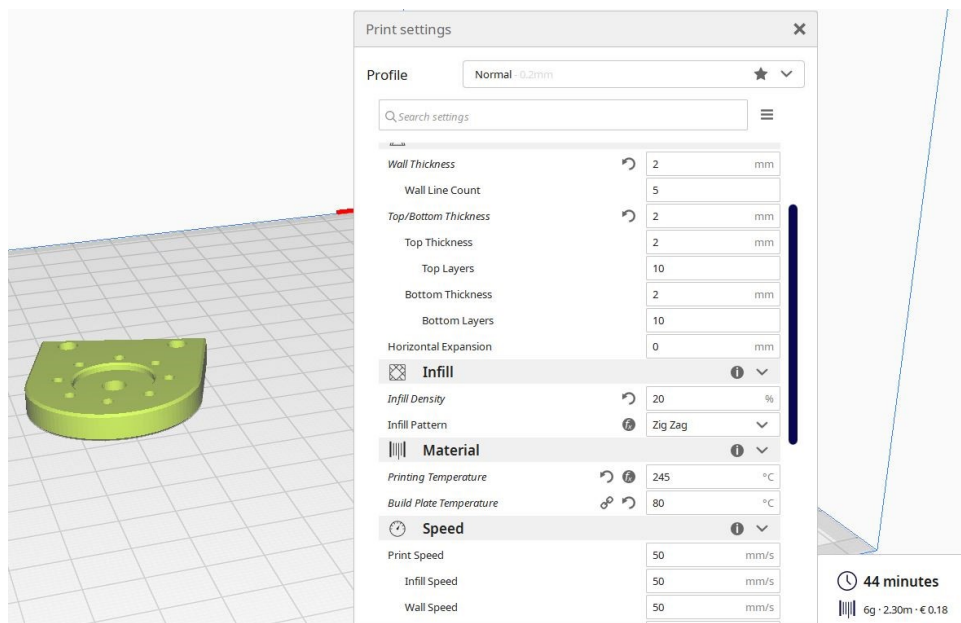 Print settings
Profile
Normal - 0.2mm
Search settings
Wall Thickness 2 mm
Wall Line Count 5
Top/Bottom Thickness 2 mm
Top Thickness 2 mm
Top Layers 10
Bottom Thickness 2 mm
Bottom Layers 10
Horizontal Expansion 0 mm
Infill
Infill Density 20 %
Infill Pattern Zig Zag
Material
Printing Temperature 245 °C
Build Plate Temperature 80 °C
Speed
Print Speed 50 mm/s
Infill Speed 50 mm/s
Wall Speed 50 mm/s
44 minutes
6g · 2.30m · € 0.18